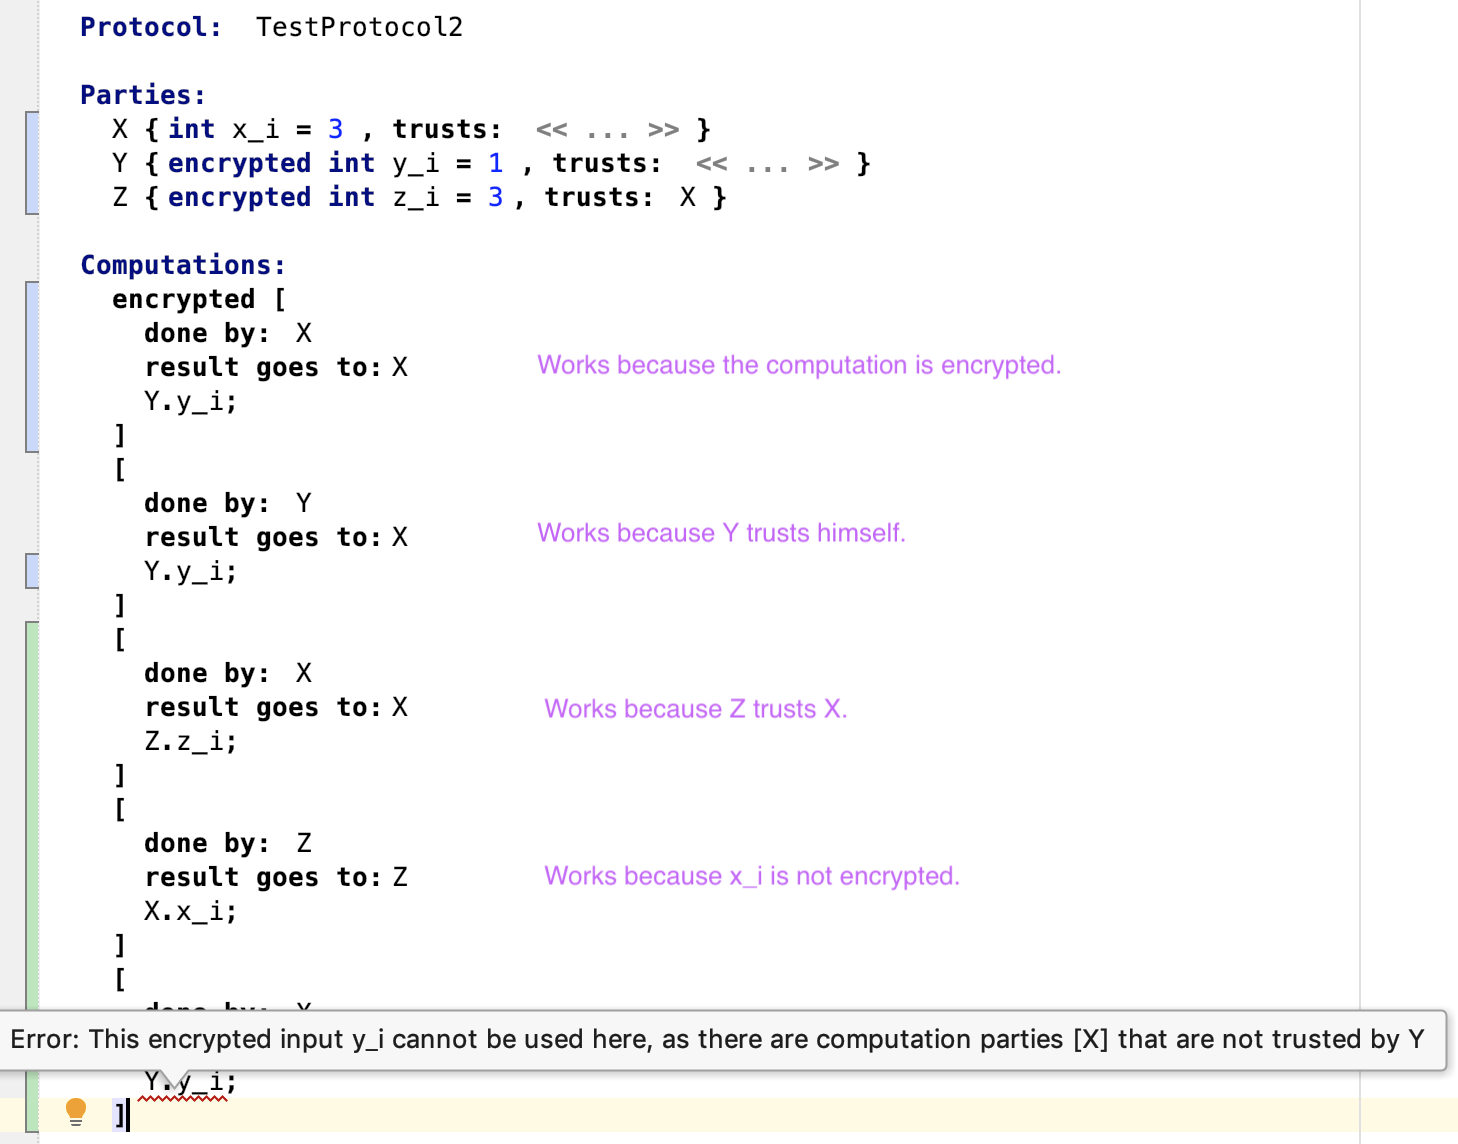 Protocol: TestProtocol2
Parties:
X { int x_i = 3 , trusts: << ... >> }
Y { encrypted int y_i = 1 , trusts: << ... >> }
Z { encrypted int z_i = 3 , trusts: X }
Computations:
encrypted [
done by: X
result goes to: X
Works because the computation is encrypted.
Y.y_i;
]
[
done by: Y
result goes to: X
Works because Y trusts himself.
Y.y_i;
]
[
done by: X
result goes to: X
Works because Z trusts X.
Z.z_i;
]
[
done by: Z
result goes to: Z
Works because x_i is not encrypted.
X.x_i;
]
[
done by: X
Error: This encrypted input y_i cannot be used here, as there are computation parties [X] that are not trusted by Y
Y.y_i;
]